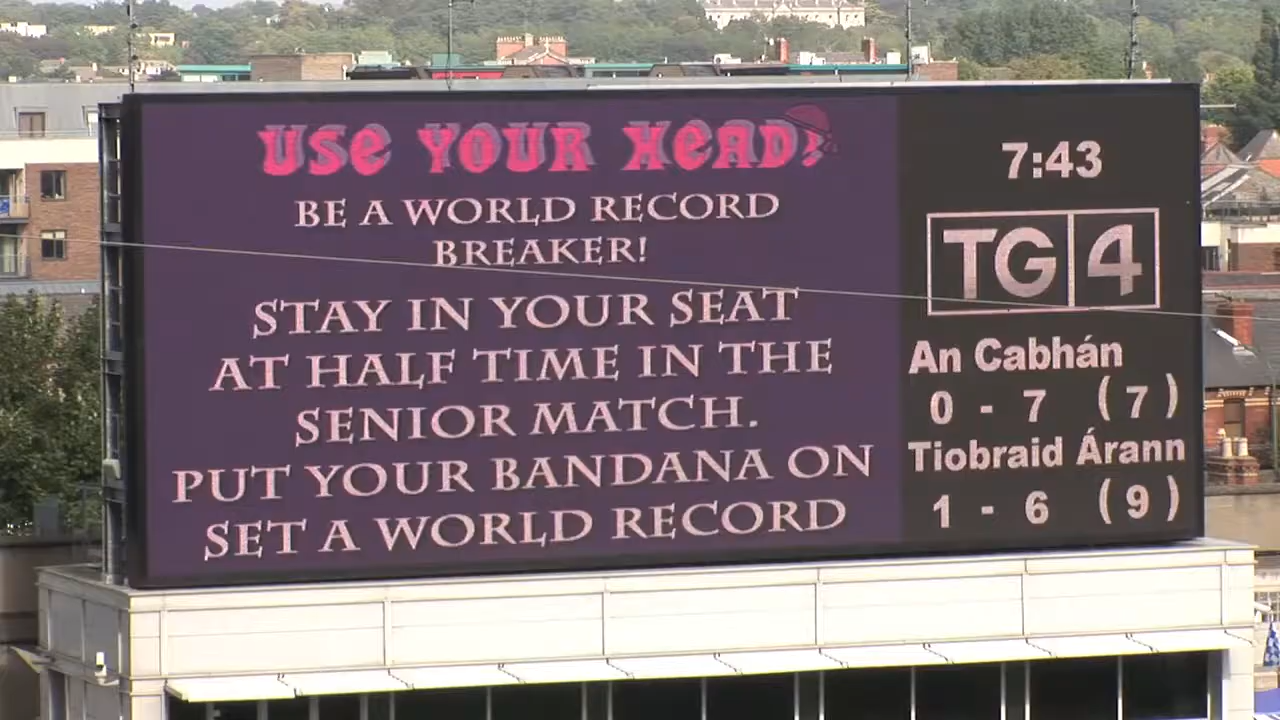 USE YOUR HEAD!
BE A WORLD RECORD
BREAKER!
STAY IN YOUR SEAT
AT HALF TIME IN THE
SENIOR MATCH.
PUT YOUR BANDANA ON
SET A WORLD RECORD
7:43
TG4
An Cabhán
0 - 7 (7)
Tiobraid Árann
1 - 6 (9)